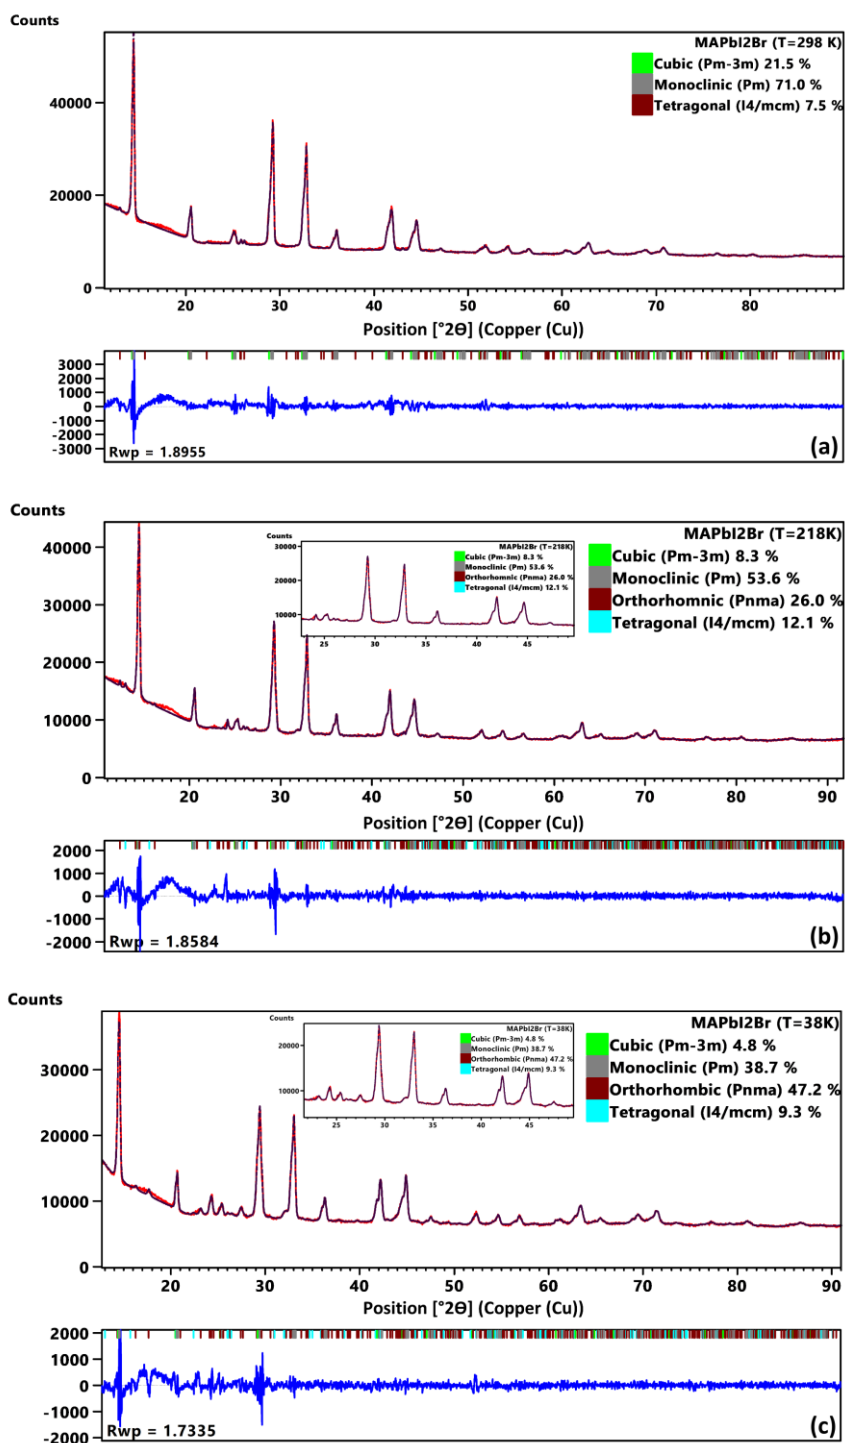 Counts
MAPbI2Br (T=298 K)
Cubic (Pm-3m) 21.5 %
Monoclinic (Pm) 71.0 %
Tetragonal (I4/mcm) 7.5 %
40000
20000
0
20 30 40 50 60 70 80
Position [°2Θ] (Copper (Cu))
3000
2000
1000
0
-1000
-2000
-3000
Rwp = 1.8955
(a)
Counts
MAPbI2Br (T=218K)
Cubic (Pm-3m) 8.3 %
Monoclinic (Pm) 53.6 %
Orthorhomnic (Pnma) 26.0 %
Tetragonal (I4/mcm) 12.1 %
Counts
MAPbI2Br (T=218K)
Cubic (Pm-3m) 8.3 %
Monoclinic (Pm) 53.6 %
Orthorhomnic (Pnma) 26.0 %
Tetragonal (I4/mcm) 12.1 %
30000
20000
10000
25 30 35 40 45
40000
30000
20000
10000
0
20 30 40 50 60 70 80 90
Position [°2Θ] (Copper (Cu))
2000
1000
0
-1000
-2000
Rwp = 1.8584
(b)
Counts
MAPbI2Br (T=38K)
Cubic (Pm-3m) 4.8 %
Monoclinic (Pm) 38.7 %
Orthorhombic (Pnma) 47.2 %
Tetragonal (I4/mcm) 9.3 %
Counts
MAPbI2Br (T=38K)
Cubic (Pm-3m) 4.8 %
Monoclinic (Pm) 38.7 %
Orthorhombic (Pnma) 47.2 %
Tetragonal (I4/mcm) 9.3 %
20000
10000
25 30 35 40 45
30000
20000
10000
0
20 30 40 50 60 70 80 90
Position [°2Θ] (Copper (Cu))
2000
1000
0
-1000
-2000
Rwp = 1.7335
(c)